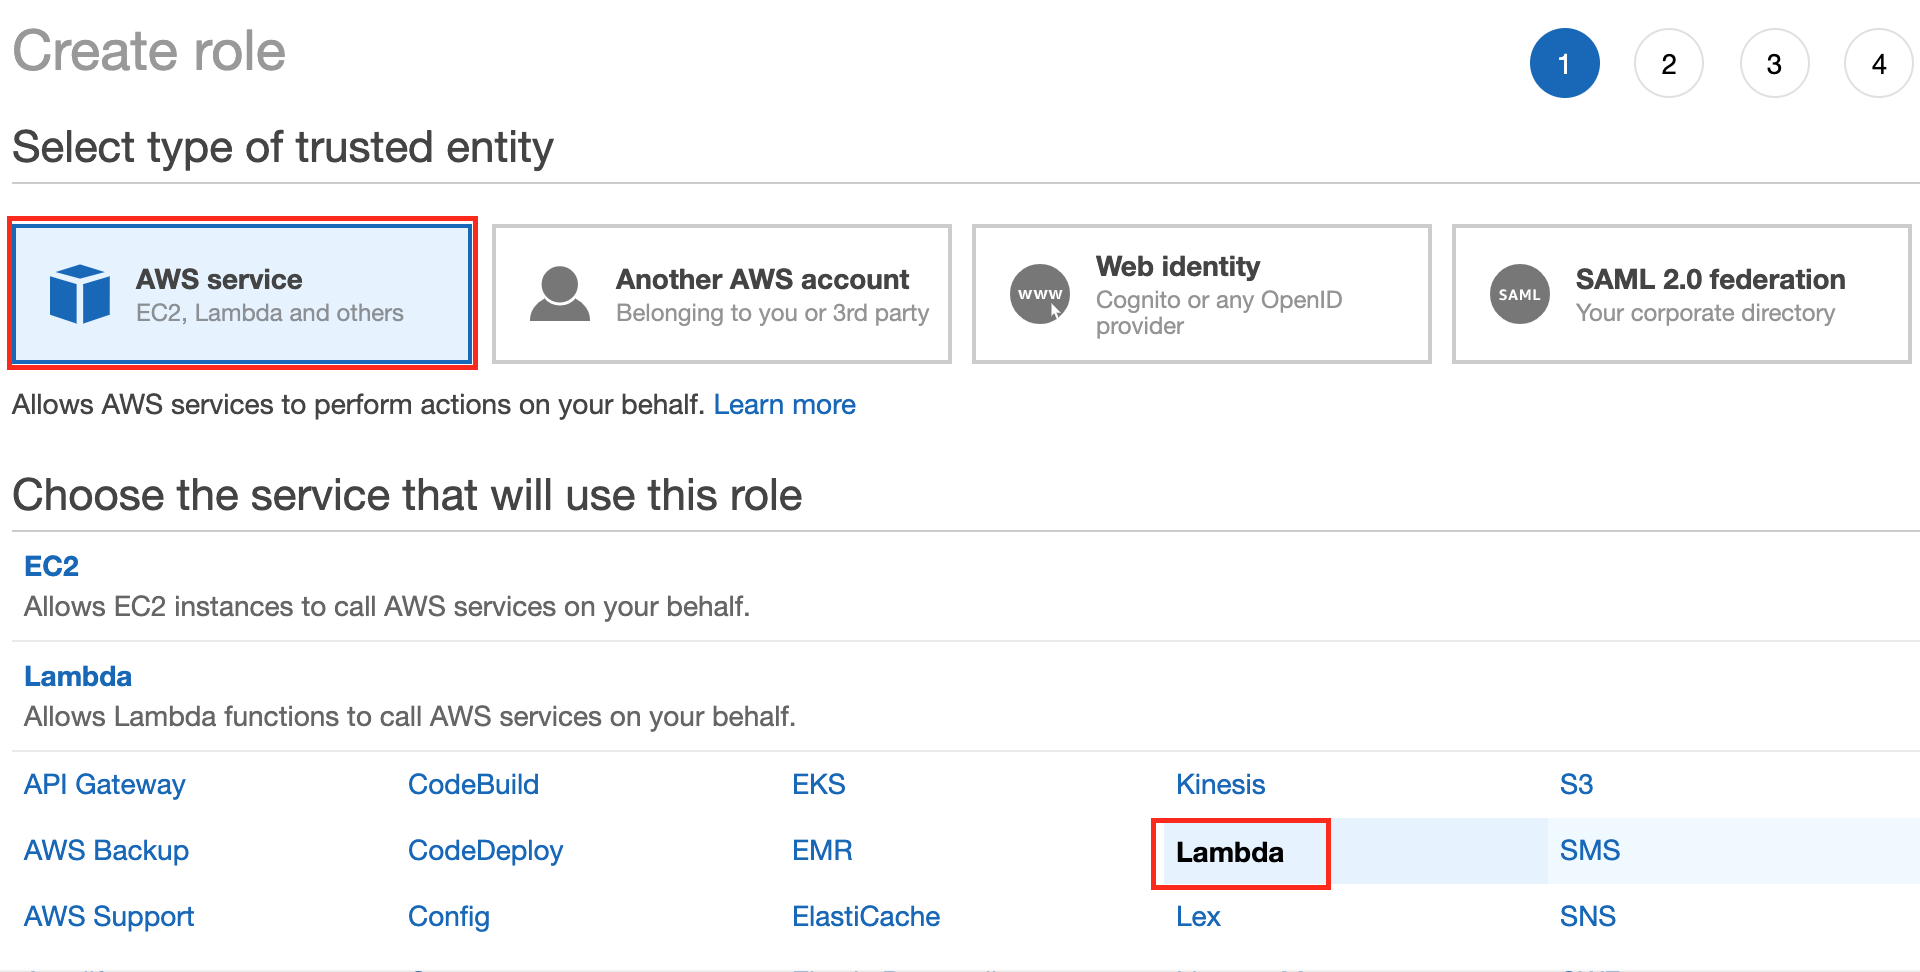 Create role
1 2 3 4
Select type of trusted entity
AWS service
EC2, Lambda and others
Another AWS account
Belonging to you or 3rd party
www
Web identity
Cognito or any OpenID
provider
SAML
SAML 2.0 federation
Your corporate directory
Allows AWS services to perform actions on your behalf. Learn more
Choose the service that will use this role
EC2
Allows EC2 instances to call AWS services on your behalf.
Lambda
Allows Lambda functions to call AWS services on your behalf.
API Gateway CodeBuild EKS Kinesis S3
AWS Backup CodeDeploy EMR Lambda SMS
AWS Support Config ElastiCache Lex SNS